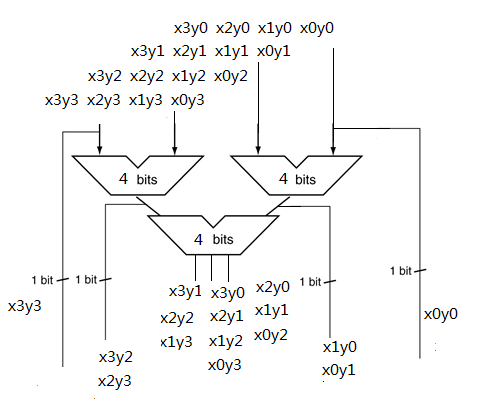 x3y0 x2y0 x1y0 x0y0
x3y1 x2y1 x1y1 x0y1
x3y2 x2y2 x1y2 x0y2
x3y3 x2y3 x1y3 x0y3
4 bits
4 bits
4 bits
1 bit
1 bit
1 bit
1 bit
x3y3
x3y1 x3y0 x2y0
x2y2 x2y1 x1y1
x1y3 x1y2 x0y2
x0y3
x0y0
x3y2
x2y3
x1y0
x0y1